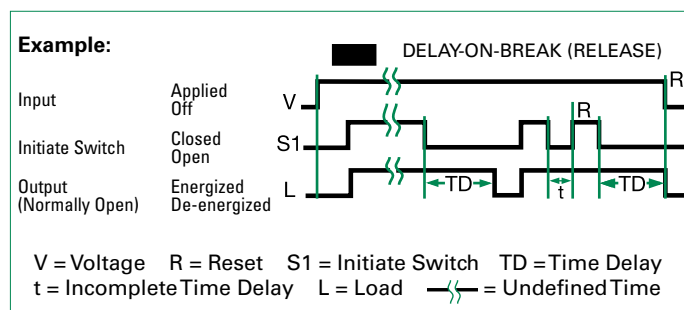 Example:
DELAY-ON-BREAK (RELEASE)
Input
Applied
Off
V
R
Initiate Switch
Closed
Open
S1
R
Output
(Normally Open)
Energized
De-energized
L
TD
t
TD
V = Voltage R = Reset S1 = Initiate Switch TD = Time Delay
t = Incomplete Time Delay L = Load = Undefined Time